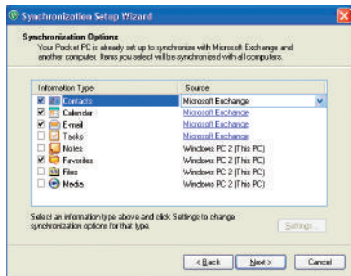 Synchronization Setup Wizard
Synchronization Options
Your Pocket PC is already set up to synchronize with Microsoft Exchange and
another computer. Items you select will be synchronized with all computers.
Information Type Source
Contacts Microsoft Exchange
Calendar Microsoft Exchange
E-mail Microsoft Exchange
Tasks Microsoft Exchange
Notes Windows PC 2 (This PC)
Favorites Windows PC 2 (This PC)
Files Windows PC 2 (This PC)
Media Windows PC 2 (This PC)
Select an information type above and click Settings to change
synchronization options for that type.
Settings...
< Back Next > Cancel